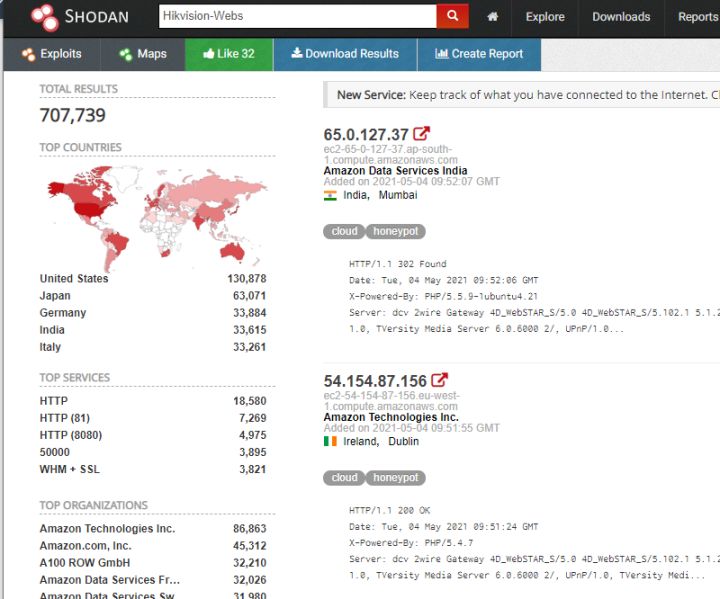 SHODAN
Hikvision-Webs
Explore Downloads Reports
Exploits Maps Like 32 Download Results Create Report
TOTAL RESULTS
707,739
TOP COUNTRIES
United States 130,878
Japan 63,071
Germany 33,884
India 33,615
Italy 33,261
TOP SERVICES
HTTP 18,580
HTTP (81) 7,269
HTTP (8080) 4,975
50000 3,895
WHM + SSL 3,821
TOP ORGANIZATIONS
Amazon Technologies Inc. 86,863
Amazon.com, Inc. 45,312
A100 ROW GmbH 32,210
Amazon Data Services Fr... 32,026
Amazon Data Services Sw... 31,980
New Service: Keep track of what you have connected to the Internet.
65.0.127.37
ec2-65-0-127-37.ap-south-
1.compute.amazonaws.com
Amazon Data Services India
Added on 2021-05-04 09:52:07 GMT
India, Mumbai
cloud honeypot
HTTP/1.1 302 Found
Date: Tue, 04 May 2021 09:52:06 GMT
X-Powered-By: PHP/5.5.9-1ubuntu4.21
Server: dcv 2wire Gateway 4D_WebSTAR_S/5.0 4D_WebSTAR_S/5.102.1 5.1.2
1.0, TVersity Media Server 6.0.6000 2/, UPnP/1.0...
54.154.87.156
ec2-54-154-87-156.eu-west-
1.compute.amazonaws.com
Amazon Technologies Inc.
Added on 2021-05-04 09:51:55 GMT
Ireland, Dublin
cloud honeypot
HTTP/1.1 200 OK
Date: Tue, 04 May 2021 09:51:24 GMT
X-Powered-By: PHP/5.4.7
Server: dcv 2wire Gateway 4D_WebSTAR_S/5.0 4D_WebSTAR_S/5.102.1 5.1.2
1.0, TVersity Media Server 6.0.6000 2/, UPnP/1.0, TVersity Medi...